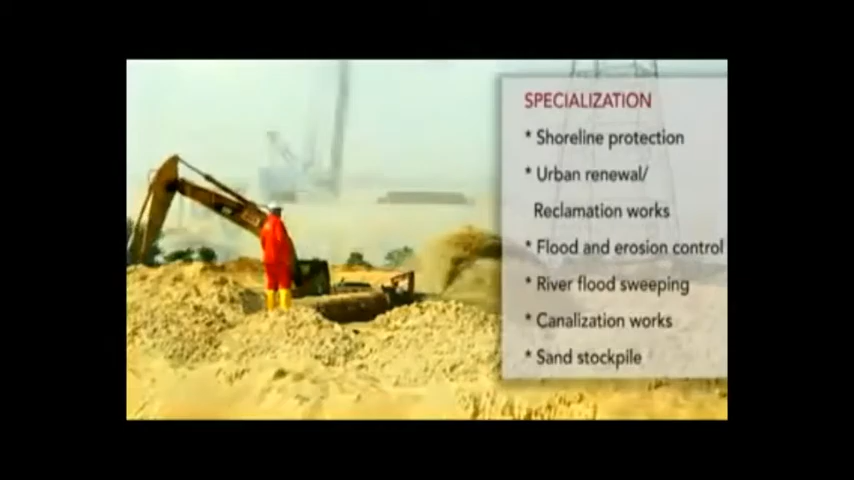 SPECIALIZATION
* Shoreline protection
* Urban renewal/
Reclamation works
* Flood and erosion control
* River flood sweeping
* Canalization works
* Sand stockpile